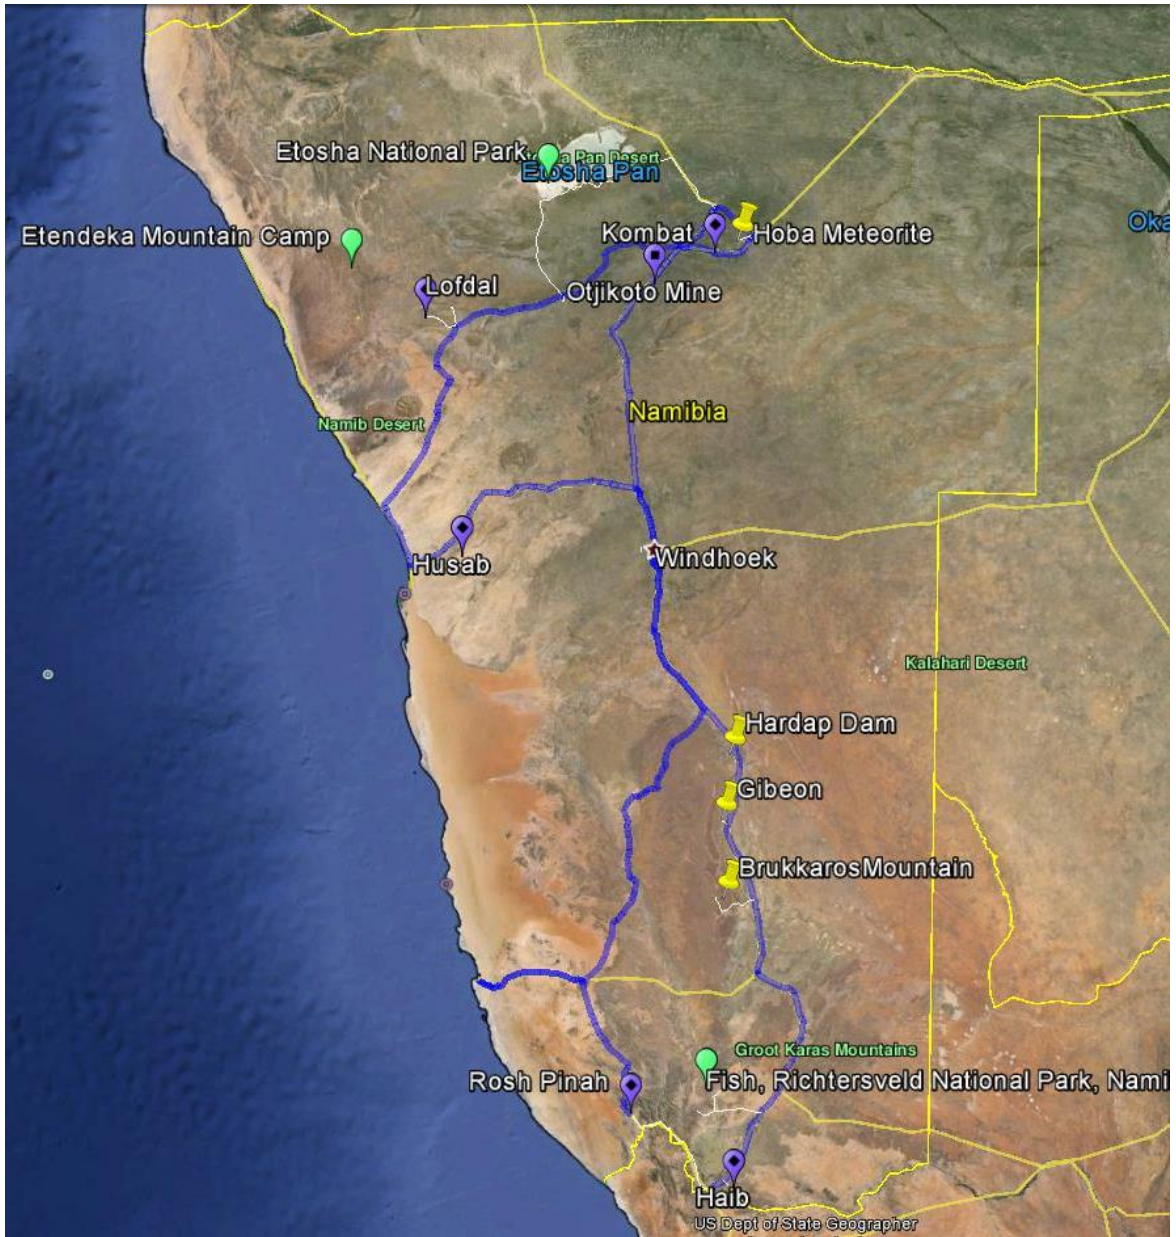 Etosha National Park
Pan Desert
Etosha Pan
Kombat
Hoba Meteorite
Oka
Etendeka Mountain Camp
Lofdal
Otjikoto Mine
Namibia
Namib Desert
Husab
Windhoek
Kalahari Desert
Hardap Dam
Gibeon
BrukkarosMountain
Groot Karas Mountains
Rosh Pinah
Fish, Richtersveld National Park, Nami
Haib
US Dept of State Geographer